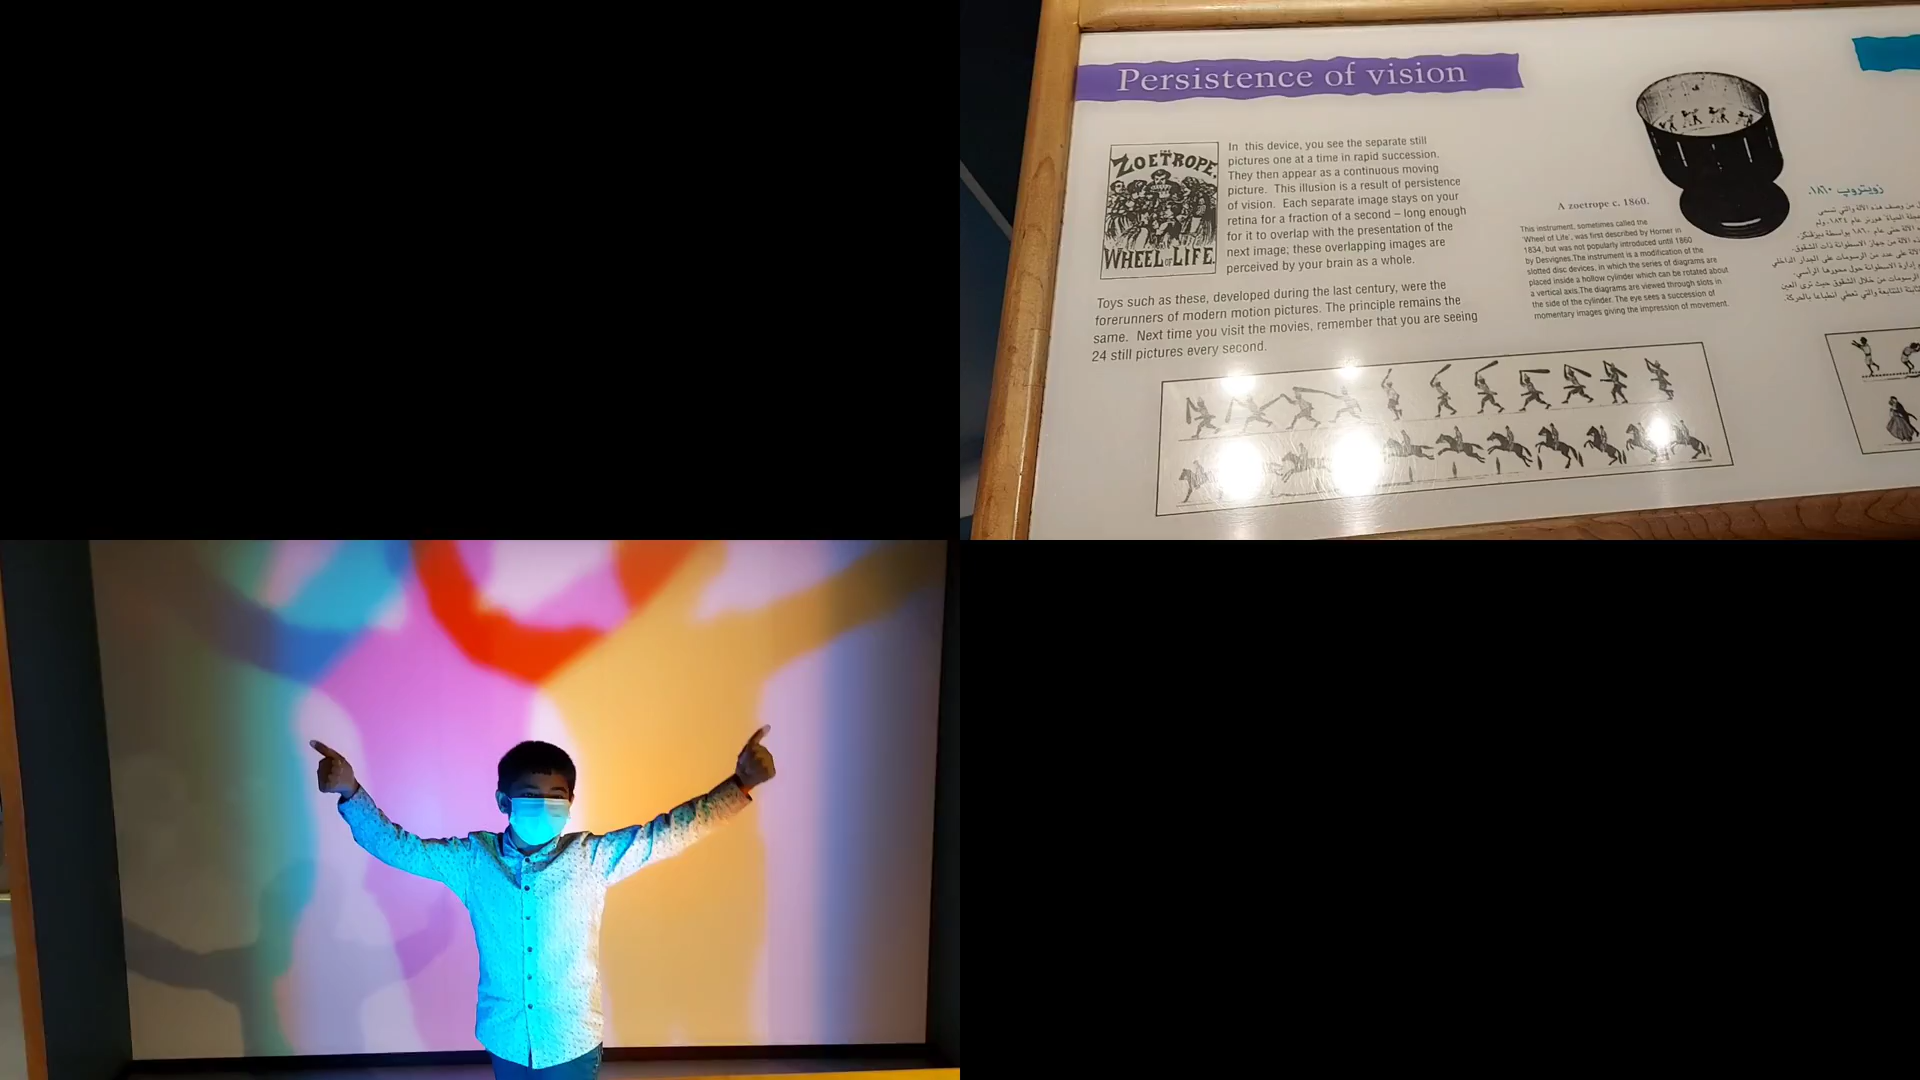 Persistence of vision
THE
ZOETROPE.
WHEEL OF LIFE.
In this device, you see the separate still
pictures one at a time in rapid succession.
They then appear as a continuous moving
picture. This illusion is a result of persistence
of vision. Each separate image stays on your
retina for a fraction of a second – long enough
for it to overlap with the presentation of the
next image; these overlapping images are
perceived by your brain as a whole.
Toys such as these, developed during the last century, were the
forerunners of modern motion pictures. The principle remains the
same. Next time you visit the movies, remember that you are seeing
24 still pictures every second.
A zoetrope c. 1860.
This instrument, sometimes called the
'Wheel of Life', was first described by Horner in
1834, but was not popularly introduced until 1860
by Desvignes.The instrument is a modification of the
slotted disc devices, in which the series of diagrams are
placed inside a hollow cylinder which can be rotated about
a vertical axis.The diagrams are viewed through slots in
the side of the cylinder. The eye sees a succession of
momentary images giving the impression of movement.
زويتروب ١٨٦٠.